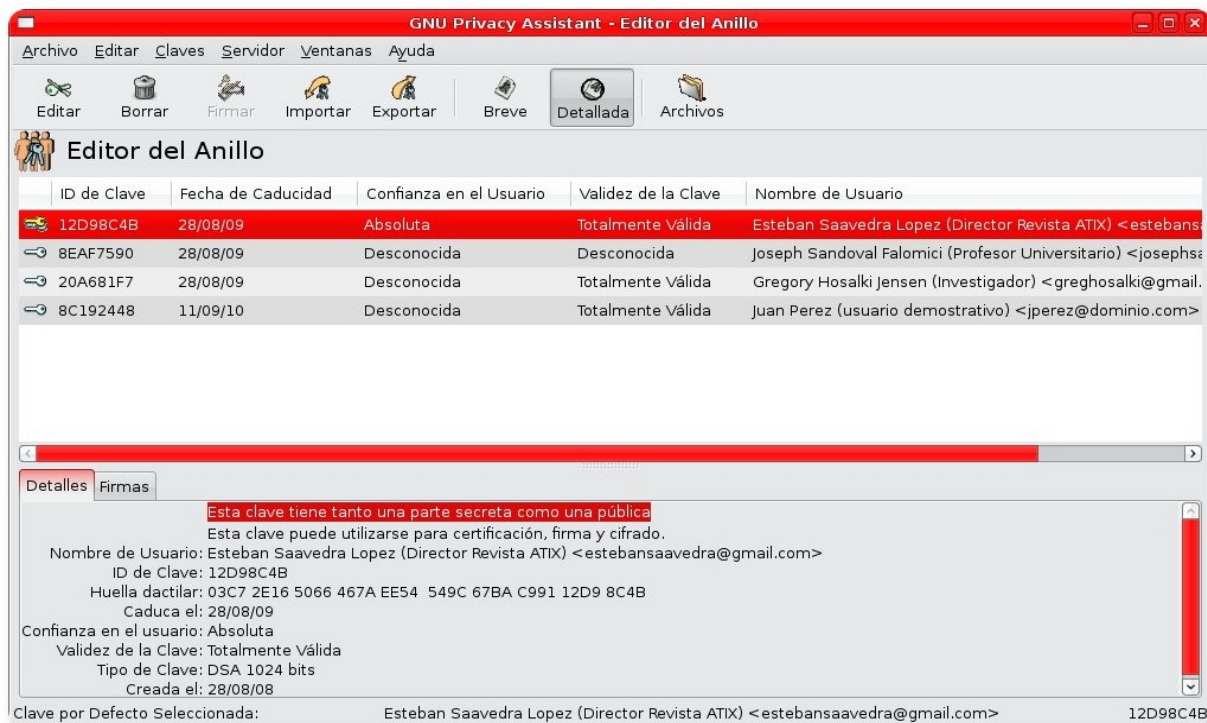 GNU Privacy Assistant - Editor del Anillo
Archivo Editar Claves Servidor Ventanas Ayuda
Editar Borrar Firmar Importar Exportar Breve Detallada Archivos
Editor del Anillo
ID de Clave Fecha de Caducidad Confianza en el Usuario Validez de la Clave Nombre de Usuario
12D98C4B 28/08/09 Absoluta Totalmente Válida Esteban Saavedra Lopez (Director Revista ATIX) <estebansa
8EAF7590 28/08/09 Desconocida Desconocida Joseph Sandoval Falomici (Profesor Universitario) <josephsa
20A681F7 28/08/09 Desconocida Totalmente Válida Gregory Hosalki Jensen (Investigador) <greghosalki@gmail.
8C192448 11/09/10 Desconocida Totalmente Válida Juan Perez (usuario demostrativo) <jperez@dominio.com>
Detalles Firmas
Esta clave tiene tanto una parte secreta como una pública
Esta clave puede utilizarse para certificación, firma y cifrado.
Nombre de Usuario: Esteban Saavedra Lopez (Director Revista ATIX) <estebansaavedra@gmail.com>
ID de Clave: 12D98C4B
Huella dactilar: 03C7 2E16 5066 467A EE54 549C 67BA C991 12D9 8C4B
Caduca el: 28/08/09
Confianza en el usuario: Absoluta
Validez de la Clave: Totalmente Válida
Tipo de Clave: DSA 1024 bits
Creada el: 28/08/08
Clave por Defecto Seleccionada: Esteban Saavedra Lopez (Director Revista ATIX) <estebansaavedra@gmail.com> 12D98C4B